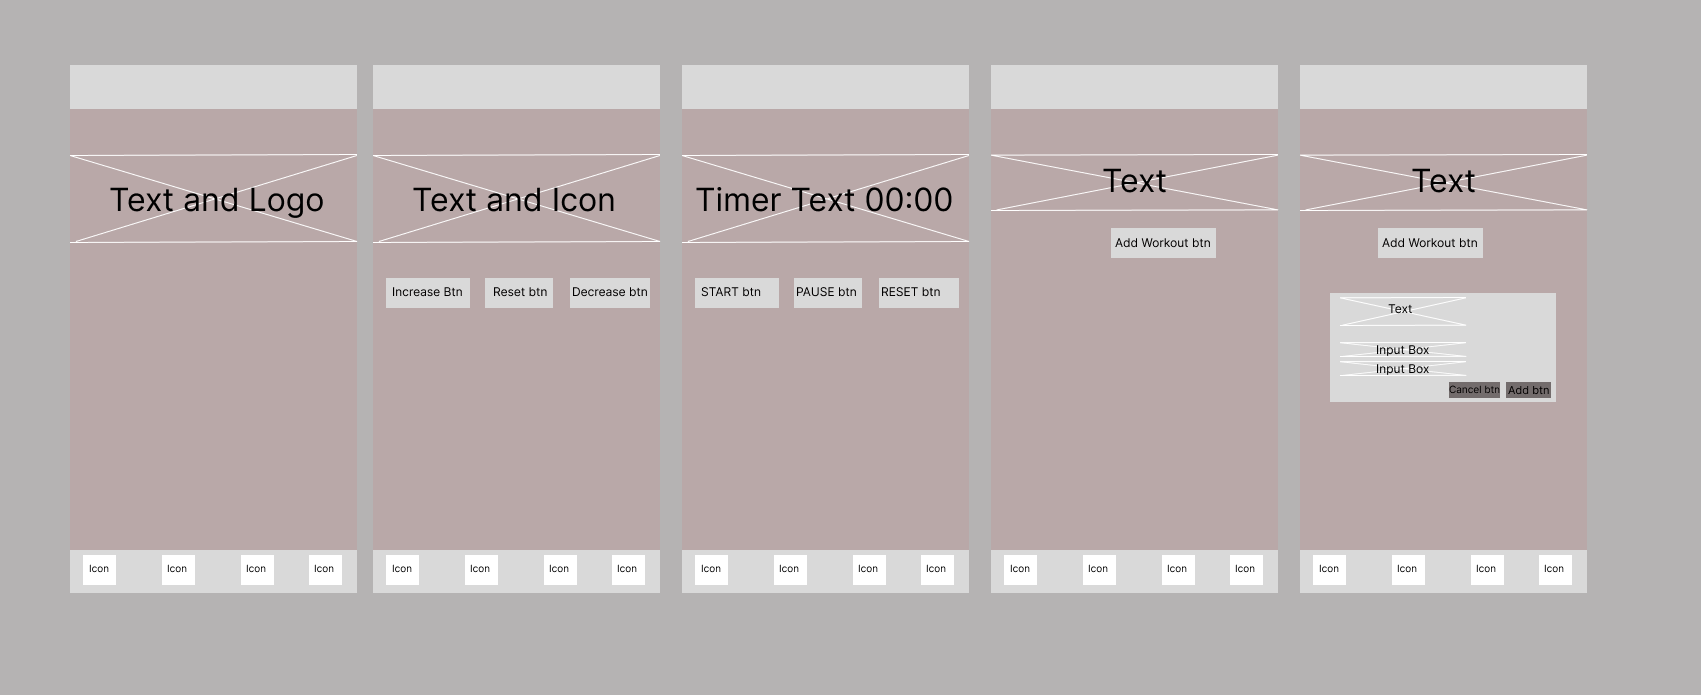 Text and Logo
Icon
Icon
Icon
Icon
Text and Icon
Increase Btn
Reset btn
Decrease btn
Icon
Icon
Icon
Icon
Timer Text 00:00
START btn
PAUSE btn
RESET btn
Icon
Icon
Icon
Icon
Text
Add Workout btn
Icon
Icon
Icon
Icon
Text
Add Workout btn
Text
Input Box
Input Box
Cancel btn
Add btn
Icon
Icon
Icon
Icon